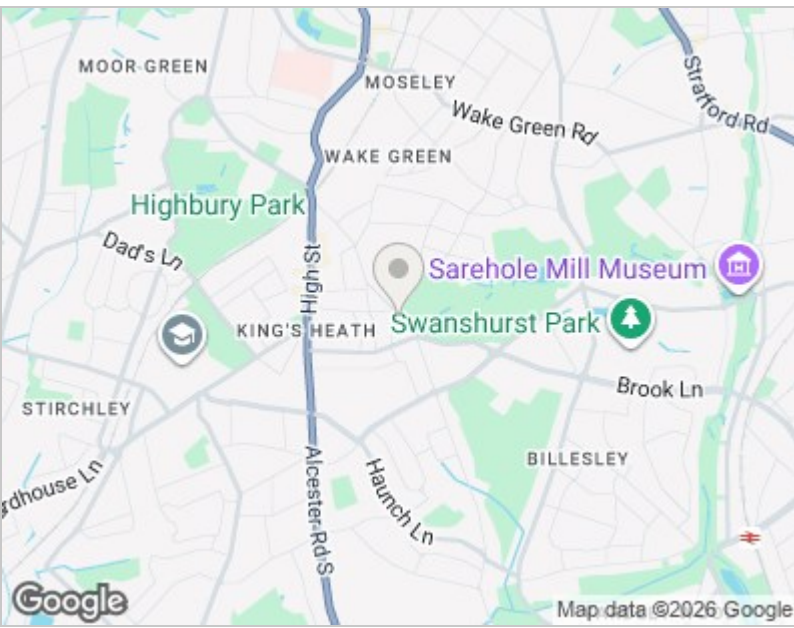 MOOR GREEN
MOSELEY
Stratford Rd
Wake Green Rd
WAKE GREEN
Highbury Park
Dad's Ln
High St
Sarehole Mill Museum
KING'S HEATH
Swanshurst Park
Brook Ln
STIRCHLEY
BILLESLEY
rdhouse Ln
Alcester Rd S
Haunch Ln
Google
Map data ©2026 Google